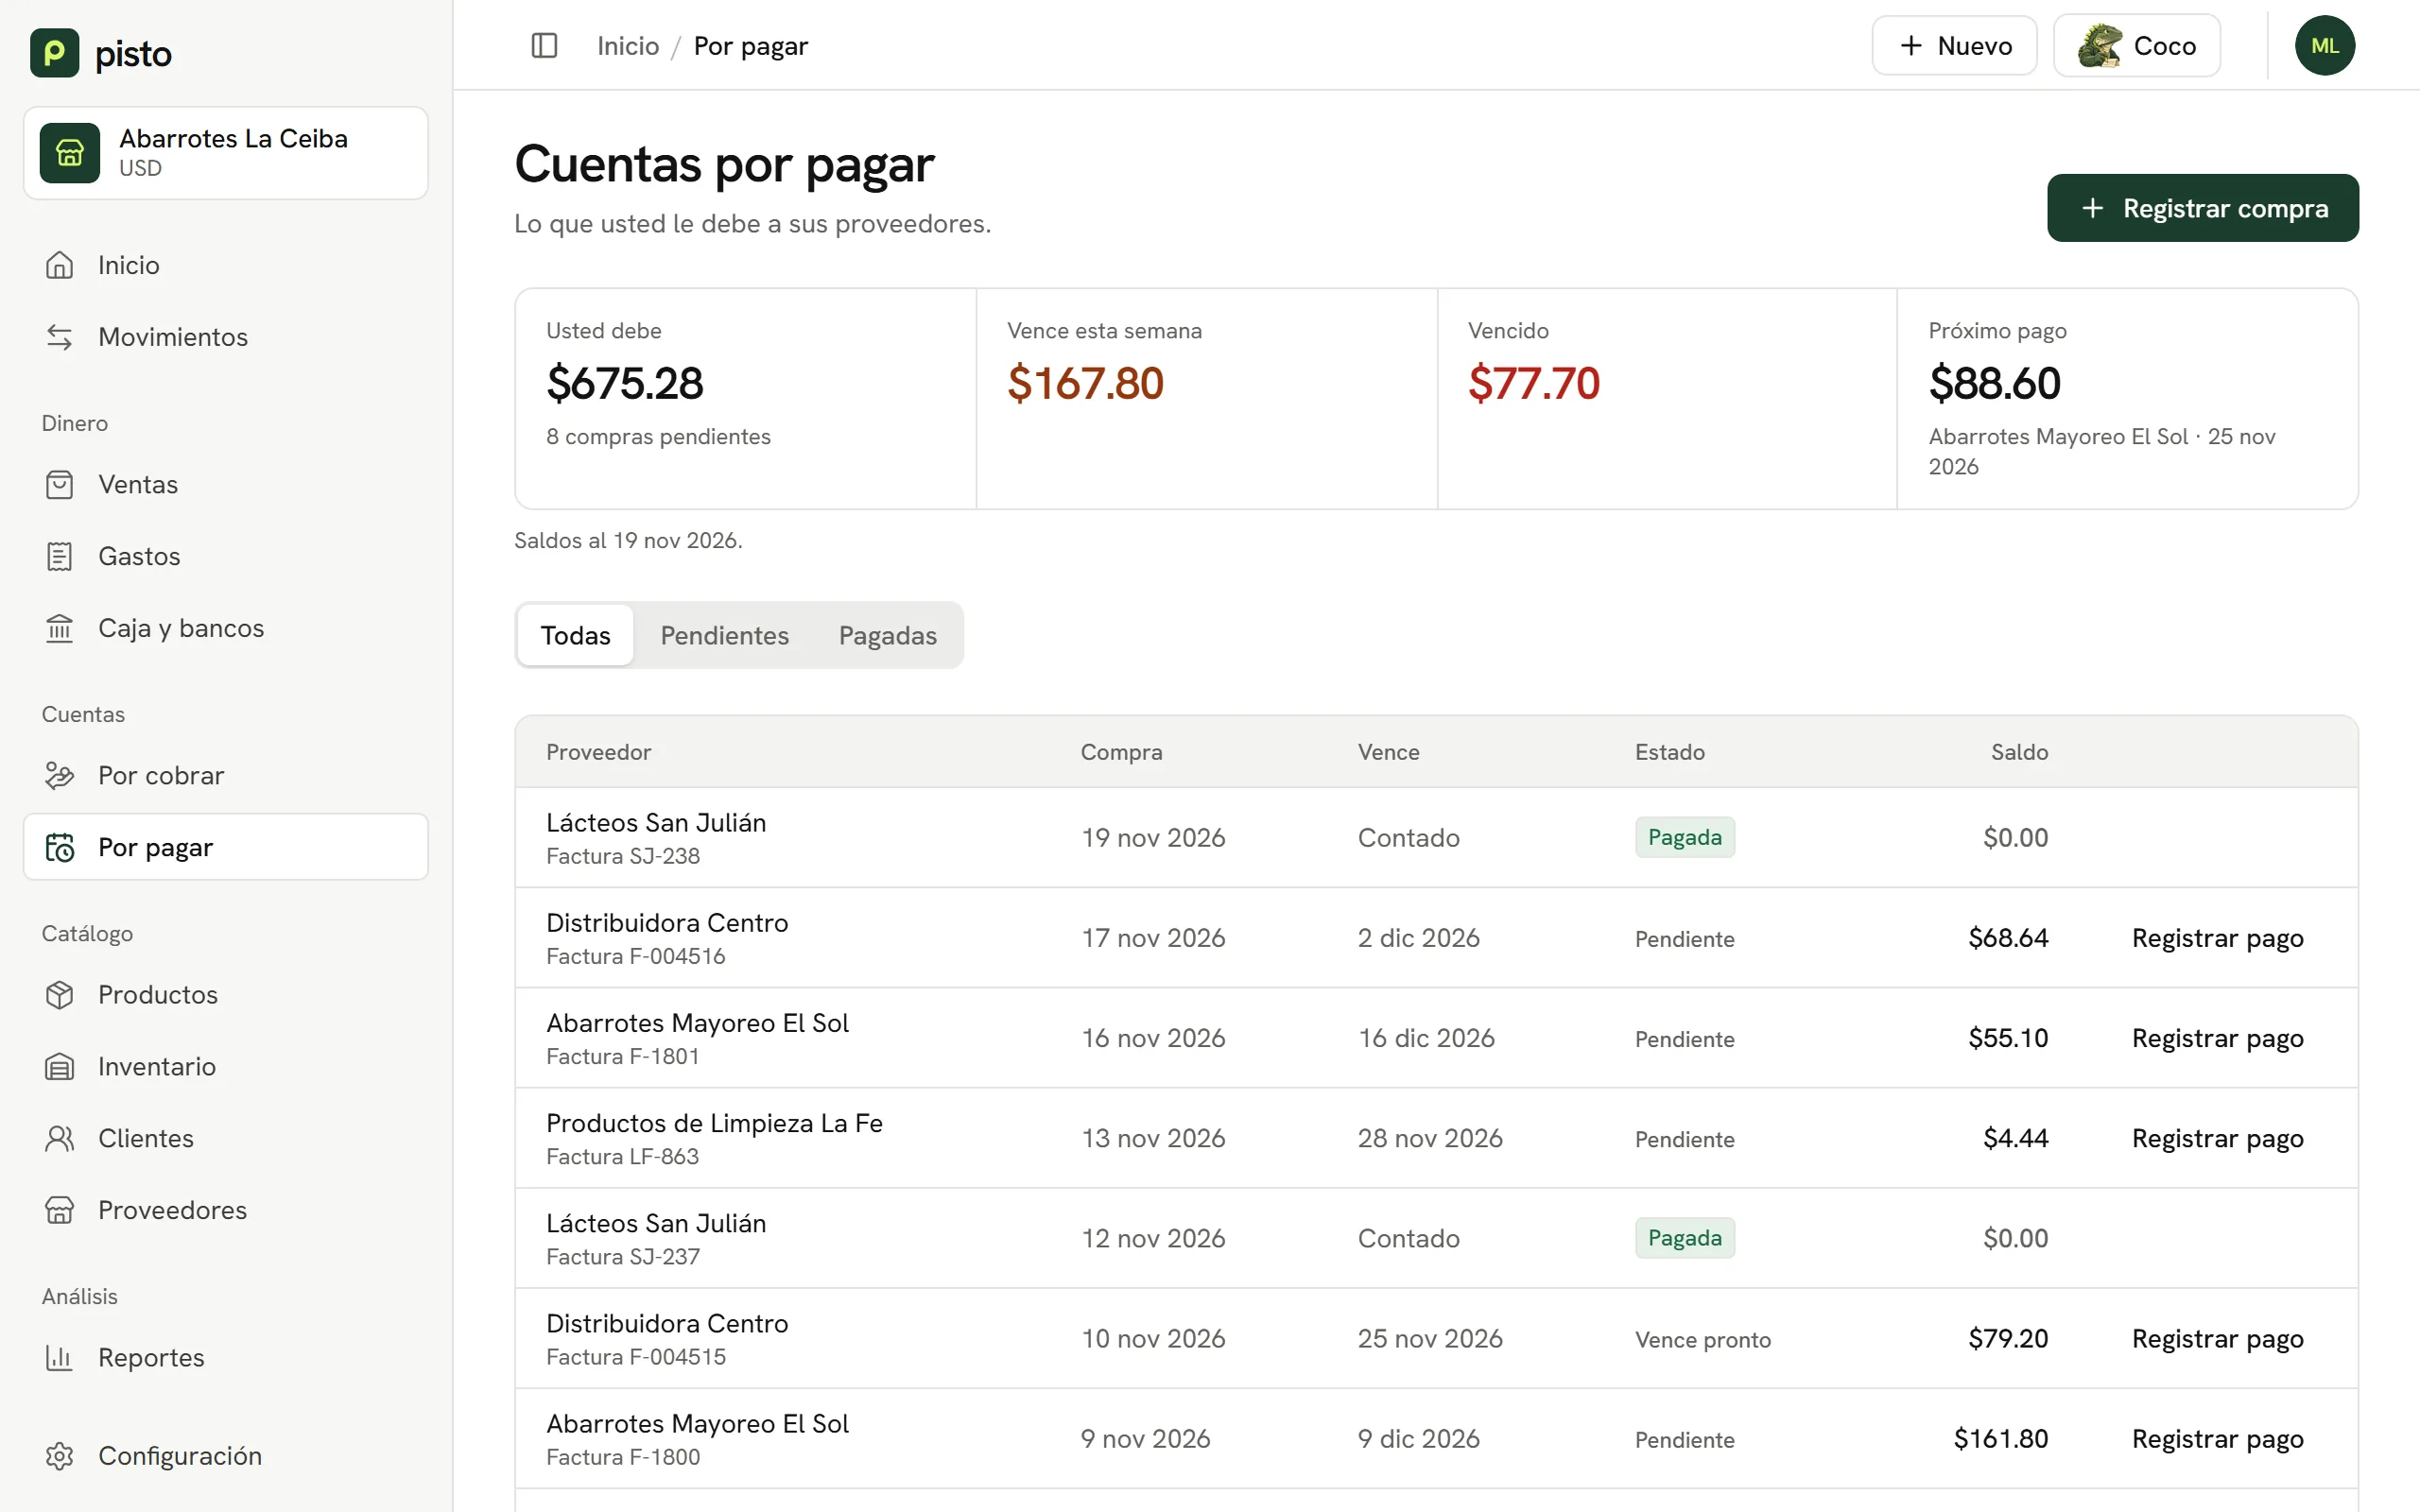 pisto
Abarrotes La Ceiba
USD
Inicio
Movimientos
Dinero
Ventas
Gastos
Caja y bancos
Cuentas
Por cobrar
Por pagar
Catálogo
Productos
Inventario
Clientes
Proveedores
Análisis
Reportes
Configuración
Inicio / Por pagar
+ Nuevo
Coco
ML
Cuentas por pagar
Lo que usted le debe a sus proveedores.
+ Registrar compra
Usted debe
$675.28
8 compras pendientes
Vence esta semana
$167.80
Vencido
$77.70
Próximo pago
$88.60
Abarrotes Mayoreo El Sol · 25 nov
2026
Saldos al 19 nov 2026.
Todas Pendientes Pagadas
Proveedor Compra Vence Estado Saldo
Lácteos San Julián
Factura SJ-238
19 nov 2026 Contado Pagada $0.00
Distribuidora Centro
Factura F-004516
17 nov 2026 2 dic 2026 Pendiente $68.64 Registrar pago
Abarrotes Mayoreo El Sol
Factura F-1801
16 nov 2026 16 dic 2026 Pendiente $55.10 Registrar pago
Productos de Limpieza La Fe
Factura LF-863
13 nov 2026 28 nov 2026 Pendiente $4.44 Registrar pago
Lácteos San Julián
Factura SJ-237
12 nov 2026 Contado Pagada $0.00
Distribuidora Centro
Factura F-004515
10 nov 2026 25 nov 2026 Vence pronto $79.20 Registrar pago
Abarrotes Mayoreo El Sol
Factura F-1800
9 nov 2026 9 dic 2026 Pendiente $161.80 Registrar pago